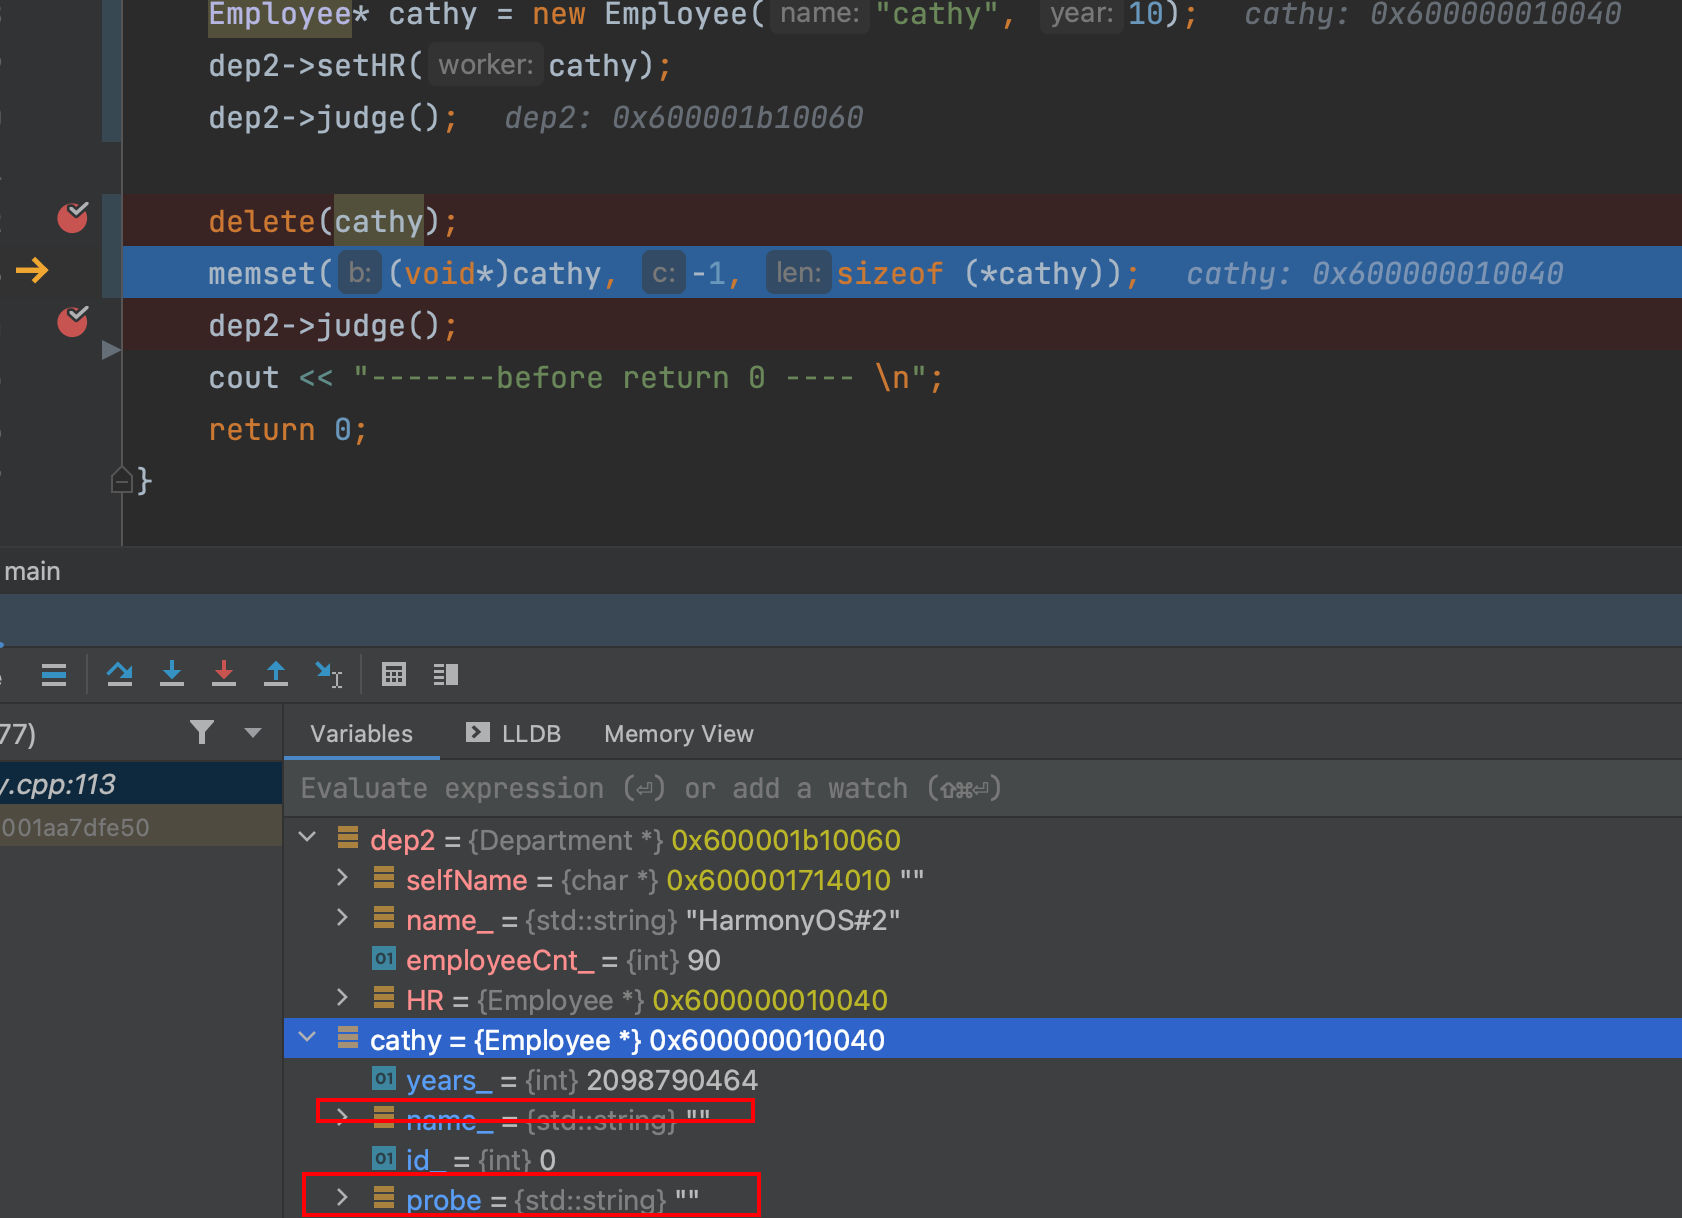 Employee* cathy = new Employee( name: "cathy", year: 10); cathy: 0x600000010040
dep2->setHR( worker: cathy);
dep2->judge(); dep2: 0x600001b10060
delete(cathy);
memset( b: (void*)cathy, c: -1, len: sizeof (*cathy)); cathy: 0x600000010040
dep2->judge();
cout << "-------before return 0 ---- \n";
return 0;
}
main
77)
Variables
LLDB
Memory View
y.cpp:113
001aa7dfe50
Evaluate expression (⏎) or add a watch (⇧⌘⏎)
dep2 = {Department *} 0x600001b10060
selfName = {char *} 0x600001714010 ""
name_ = {std::string} "HarmonyOS#2"
01 employeeCnt_ = {int} 90
HR = {Employee *} 0x600000010040
cathy = {Employee *} 0x600000010040
01 years_ = {int} 2098790464
name_ = {std::string} ""
01 id_ = {int} 0
probe = {std::string} ""